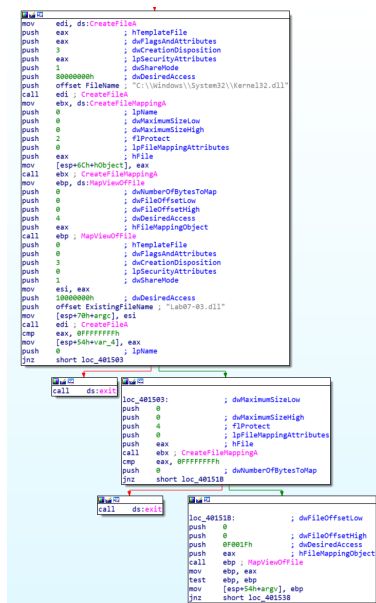 mov edi, ds:CreateFileA
push eax ; hTemplateFile
push eax ; dwFlagsAndAttributes
push 3 ; dwCreationDisposition
push eax ; lpSecurityAttributes
push 1 ; dwShareMode
push 80000000h ; dwDesiredAccess
push offset FileName ; "C:\\Windows\\System32\\Kernel32.dll"
call edi ; CreateFileA
mov ebx, ds:CreateFileMappingA
push 0 ; lpName
push 0 ; dwMaximumSizeLow
push 0 ; dwMaximumSizeHigh
push 2 ; flProtect
push 0 ; lpFileMappingAttributes
push eax ; hFile
mov [esp+6Ch+hObject], eax
call ebx ; CreateFileMappingA
mov ebp, ds:MapViewOfFile
push 0 ; dwNumberOfBytesToMap
push 0 ; dwFileOffsetLow
push 0 ; dwFileOffsetHigh
push 4 ; dwDesiredAccess
push eax ; hFileMappingObject
call ebp ; MapViewOfFile
push 0 ; hTemplateFile
push 0 ; dwFlagsAndAttributes
push 3 ; dwCreationDisposition
push 0 ; lpSecurityAttributes
push 1 ; dwShareMode
mov esi, eax
push 10000000h ; dwDesiredAccess
push offset ExistingFileName ; "Lab07-03.dll"
mov [esp+70h+argc], esi
call edi ; CreateFileA
cmp eax, 0FFFFFFFFh
mov [esp+54h+var_4], eax
push 0 ; lpName
jnz short loc_401503
call ds:exit
loc_401503: ; dwMaximumSizeLow
push 0
push 0 ; dwMaximumSizeHigh
push 4 ; flProtect
push 0 ; lpFileMappingAttributes
push eax ; hFile
call ebx ; CreateFileMappingA
cmp eax, 0FFFFFFFFh
push 0 ; dwNumberOfBytesToMap
jnz short loc_40151B
call ds:exit
loc_40151B: ; dwFileOffsetLow
push 0
push 0 ; dwFileOffsetHigh
push 0F001Fh ; dwDesiredAccess
push eax ; hFileMappingObject
call ebp ; MapViewOfFile
mov ebp, eax
test ebp, ebp
mov [esp+54h+argv], ebp
jnz short loc_401538